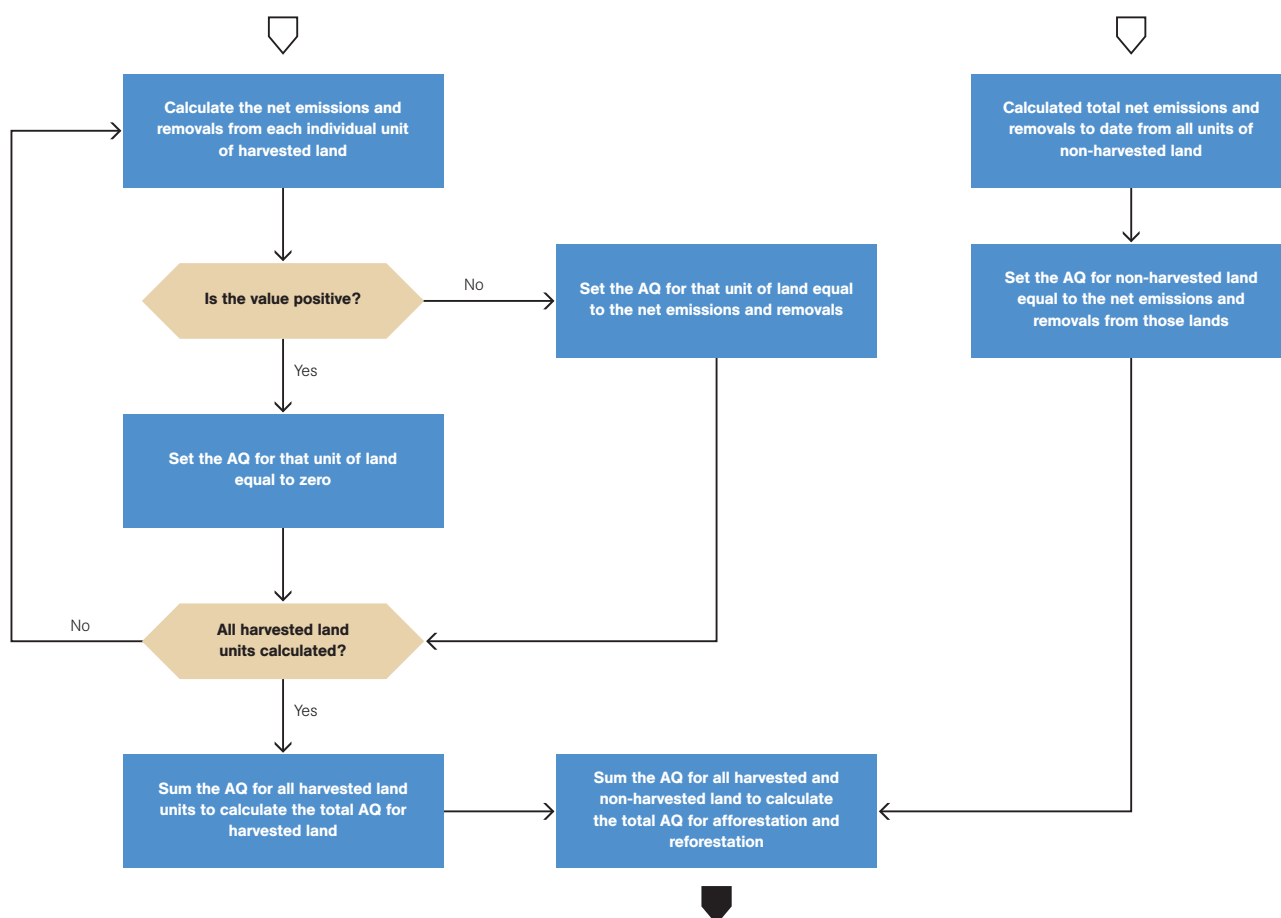 Calculate the net emissions and
removals from each individual unit
of harvested land
Calculated total net emissions and
removals to date from all units of
non-harvested land
Is the value positive?
No
Set the AQ for that unit of land equal
to the net emissions and removals
Set the AQ for non-harvested land
equal to the net emissions and
removals from those lands
Yes
Set the AQ for that unit of land
equal to zero
No
All harvested land
units calculated?
Yes
Sum the AQ for all harvested land
units to calculate the total AQ for
harvested land
Sum the AQ for all harvested and
non-harvested land to calculate
the total AQ for afforestation and
reforestation